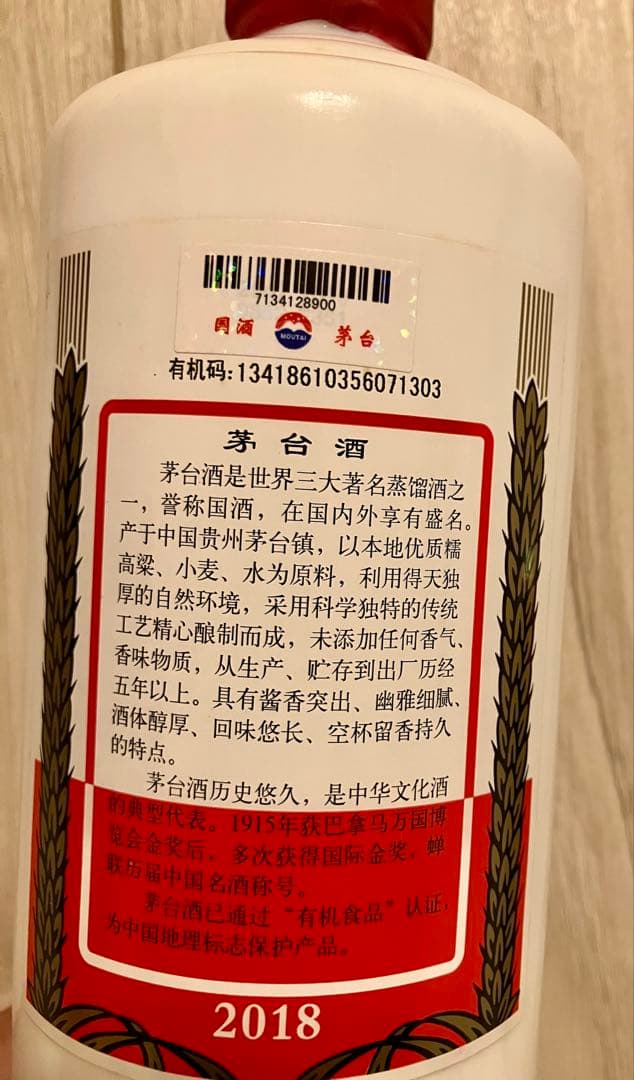 7134128900
国酒 MOUTAI 茅台
有机码:13418610356071303
茅台酒
茅台酒是世界三大著名蒸馏酒之
一，誉称国酒，在国内外享有盛名。
产于中国贵州茅台镇，以本地优质糯
高粱、小麦、水为原料，利用得天独
厚的自然环境，采用科学独特的传统
工艺精心酿制而成，未添加任何香气、
香味物质，从生产、贮存到出厂历经
五年以上。具有酱香突出、幽雅细腻、
酒体醇厚、回味悠长、空杯留香持久
的特点。
茅台酒历史悠久，是中华文化酒
的典型代表。1915年获巴拿马万国博
览会金奖后，多次获得国际金奖，蝉
联历届中国名酒称号。
茅台酒已通过“有机食品”认证，
为中国地理标志保护产品。
2018